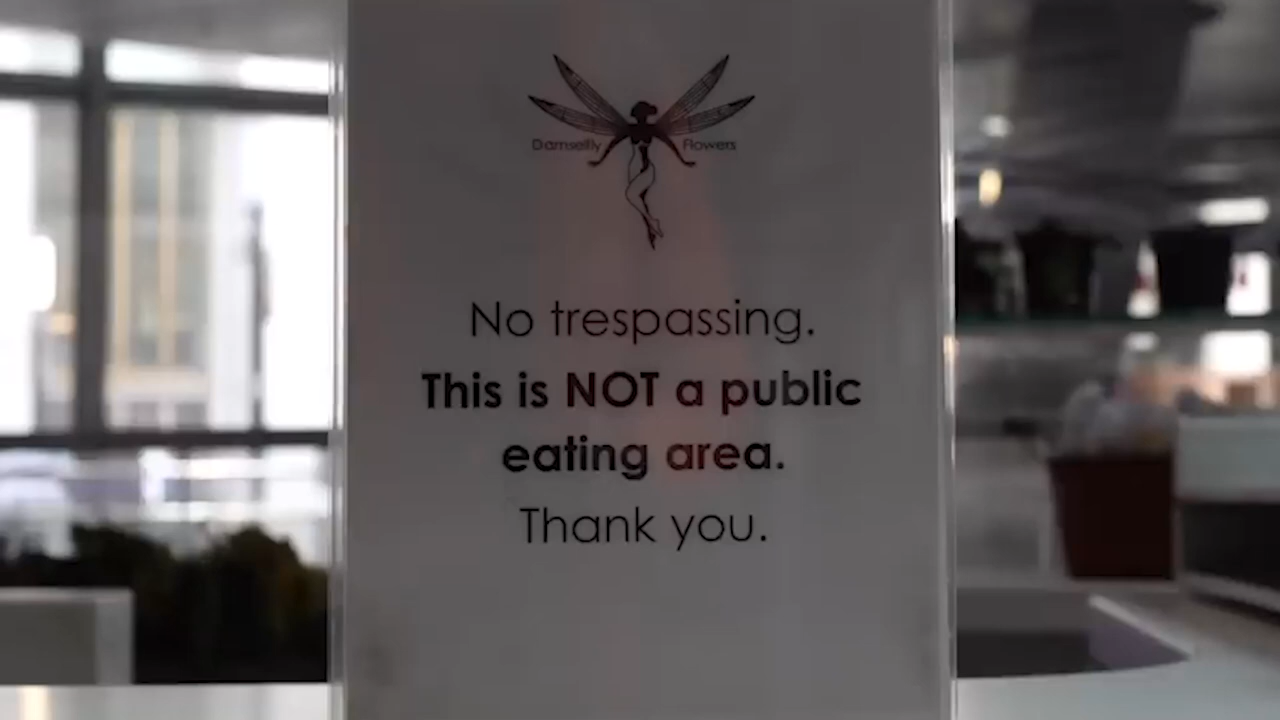 Damselfly Flowers
No trespassing.
This is NOT a public
eating area.
Thank you.